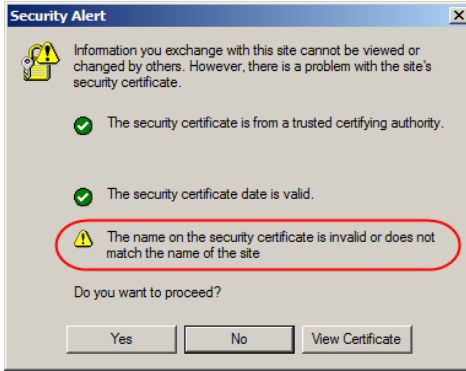 Security Alert
Information you exchange with this site cannot be viewed or
changed by others. However, there is a problem with the site's
security certificate.
The security certificate is from a trusted certifying authority.
The security certificate date is valid.
The name on the security certificate is invalid or does not
match the name of the site
Do you want to proceed?
Yes No View Certificate